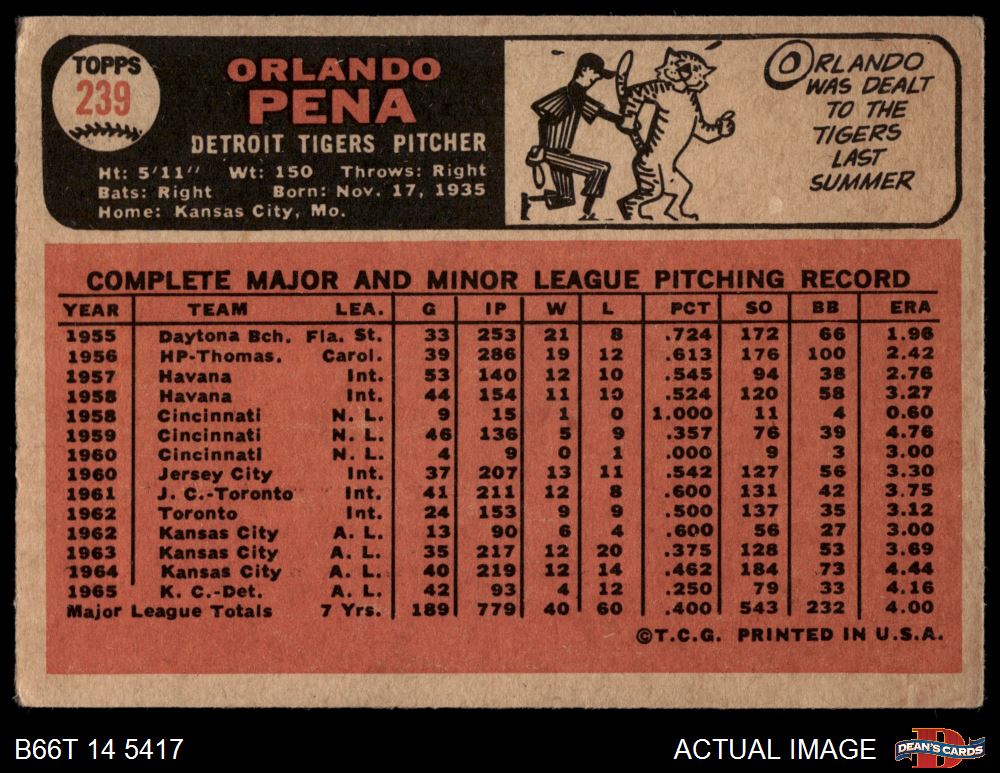 TOPPS
239
ORLANDO
PENA
DETROIT TIGERS PITCHER
Ht: 5'11" Wt: 150 Throws: Right
Bats: Right Born: Nov. 17, 1935
Home: Kansas City, Mo.
ORLANDO
WAS DEALT
TO THE
TIGERS
LAST
SUMMER
COMPLETE MAJOR AND MINOR LEAGUE PITCHING RECORD
YEAR TEAM LEA. G IP W L PCT SO BB ERA
1955 Daytona Bch. Fla. St. 33 253 21 8 .724 172 66 1.96
1956 HP-Thomas. Carol. 39 286 19 12 .613 176 100 2.42
1957 Havana Int. 53 140 12 10 .545 94 38 2.76
1958 Havana Int. 44 154 11 10 .524 120 58 3.27
1958 Cincinnati N. L. 9 15 1 0 1.000 11 4 0.60
1959 Cincinnati N. L. 46 136 5 9 .357 76 39 4.76
1960 Cincinnati N. L. 4 9 0 1 .000 9 3 3.00
1960 Jersey City Int. 37 207 13 11 .542 127 56 3.30
1961 J. C.-Toronto Int. 41 211 12 8 .600 131 42 3.75
1962 Toronto Int. 24 153 9 9 .500 137 35 3.12
1962 Kansas City A. L. 13 90 6 4 .600 56 27 3.00
1963 Kansas City A. L. 35 217 12 20 .375 128 53 3.69
1964 Kansas City A. L. 40 219 12 14 .462 184 73 4.44
1965 K. C.-Det. A. L. 42 93 4 12 .250 79 33 4.16
Major League Totals 7 Yrs. 189 779 40 60 .400 543 232 4.00
©T.C.G. PRINTED IN U.S.A.
B66T 14 5417
ACTUAL IMAGE
D
DEAN'S CARDS